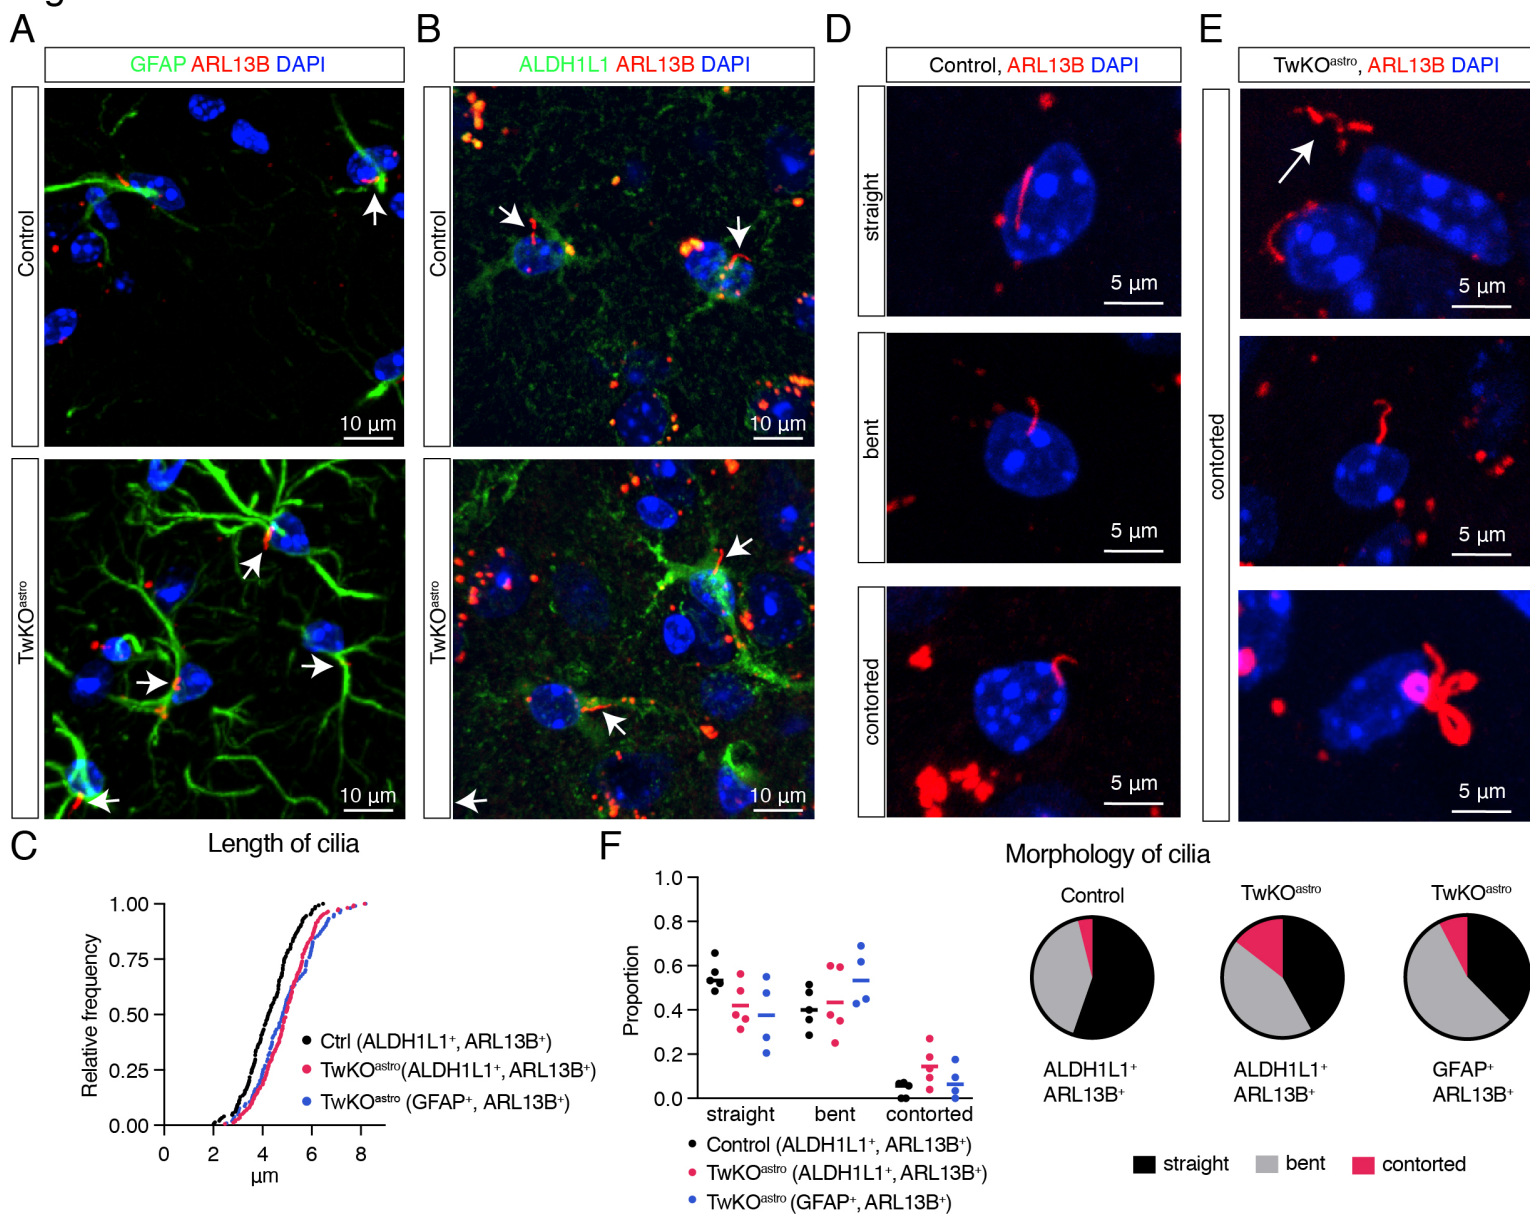 A
B
D
E
GFAP ARL13B DAPI
ALDH1L1 ARL13B DAPI
Control, ARL13B DAPI
TwKOastro, ARL13B DAPI
Control
10 µm
Control
10 µm
straight
5 µm
5 µm
bent
5 µm
contorted
5 µm
TwKOastro
10 µm
TwKOastro
10 µm
contorted
5 µm
5 µm
C
Length of cilia
Relative frequency
1.00
0.75
0.50
0.25
0.00
0
2
4
6
8
µm
Ctrl (ALDH1L1+, ARL13B+)
TwKOastro(ALDH1L1+, ARL13B+)
TwKOastro (GFAP+, ARL13B+)
F
Morphology of cilia
Proportion
1.0
0.8
0.6
0.4
0.2
0.0
straight
bent
contorted
Control (ALDH1L1+, ARL13B+)
TwKOastro (ALDH1L1+, ARL13B+)
TwKOastro (GFAP+, ARL13B+)
Control
TwKOastro
TwKOastro
ALDH1L1+
ARL13B+
ALDH1L1+
ARL13B+
GFAP+
ARL13B+
straight
bent
contorted